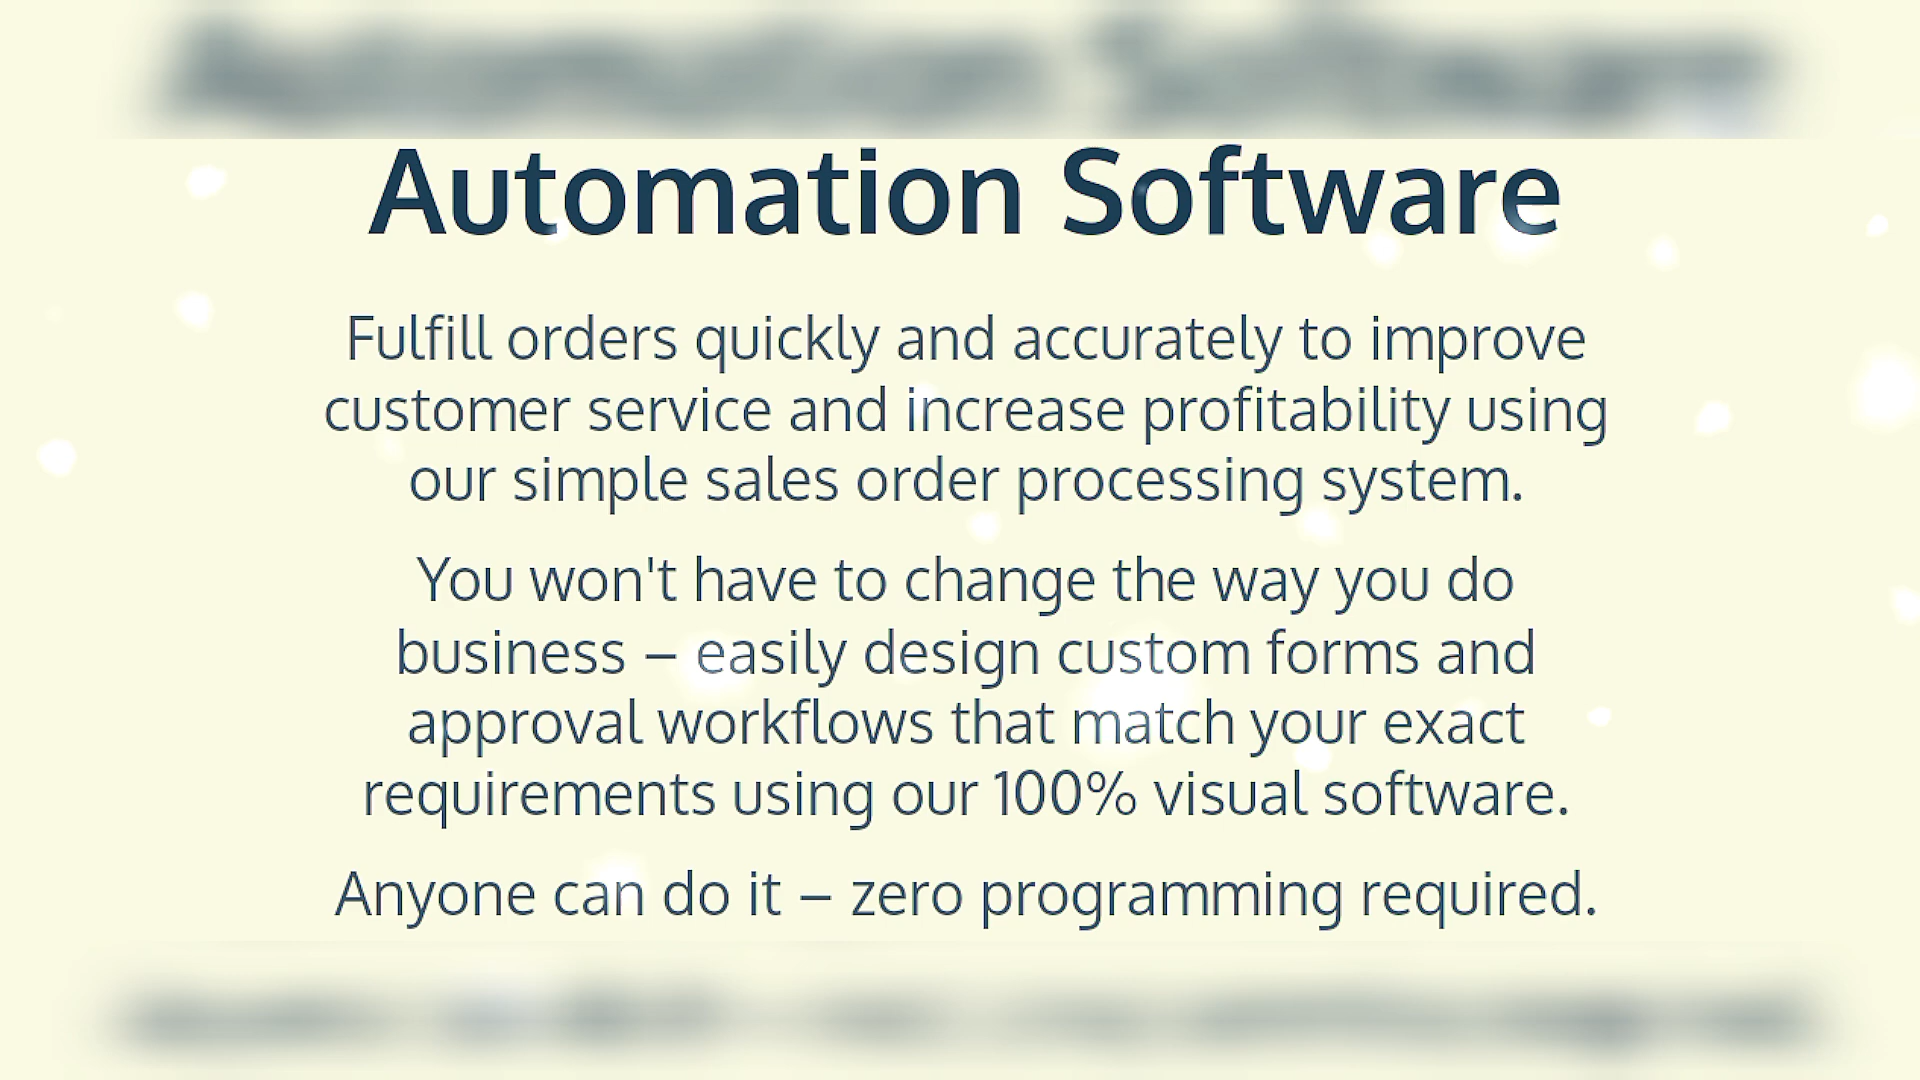 Automation Software
Fulfill orders quickly and accurately to improve
customer service and increase profitability using
our simple sales order processing system.
You won't have to change the way you do
business – easily design custom forms and
approval workflows that match your exact
requirements using our 100% visual software.
Anyone can do it – zero programming required.